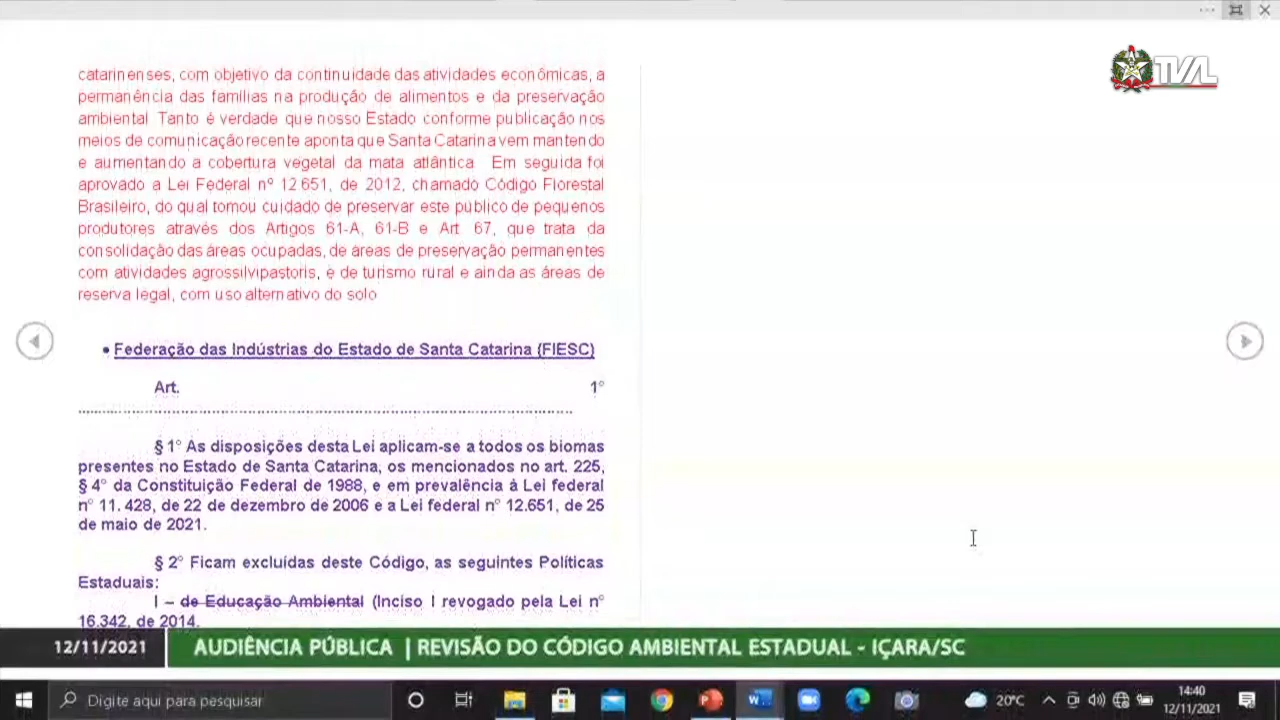 TVAL
catarinenses, com objetivo da continuidade das atividades econômicas, a
permanência das famílias na produção de alimentos e da preservação
ambiental Tanto é verdade que nosso Estado conforme publicação nos
meios de comunicação recente aponta que Santa Catarina vem mantendo
e aumentando a cobertura vegetal da mata atlântica Em seguida foi
aprovado a Lei Federal nº 12 651, de 2012, chamado Código Florestal
Brasileiro, do qual tomou cuidado de preservar este público de pequenos
produtores através dos Artigos 61-A, 61-B e Art 67, que trata da
consolidação das áreas ocupadas, de áreas de preservação permanentes
com atividades agrossilvipastoris, e de turismo rural e ainda as áreas de
reserva legal, com uso alternativo do solo
• Federação das Indústrias do Estado de Santa Catarina (FIESC)
Art. 1°
§ 1° As disposições desta Lei aplicam-se a todos os biomas
presentes no Estado de Santa Catarina, os mencionados no art. 225,
§ 4° da Constituição Federal de 1988, e em prevalência à Lei federal
n° 11. 428, de 22 de dezembro de 2006 e a Lei federal n° 12.651, de 25
de maio de 2021.
§ 2° Ficam excluídas deste Código, as seguintes Políticas
Estaduais:
I – de Educação Ambiental (Inciso I revogado pela Lei n°
16.342, de 2014.
12/11/2021 AUDIÊNCIA PÚBLICA | REVISÃO DO CÓDIGO AMBIENTAL ESTADUAL - IÇARA/SC
Digite aqui para pesquisar
20°C
14:40
12/11/2021